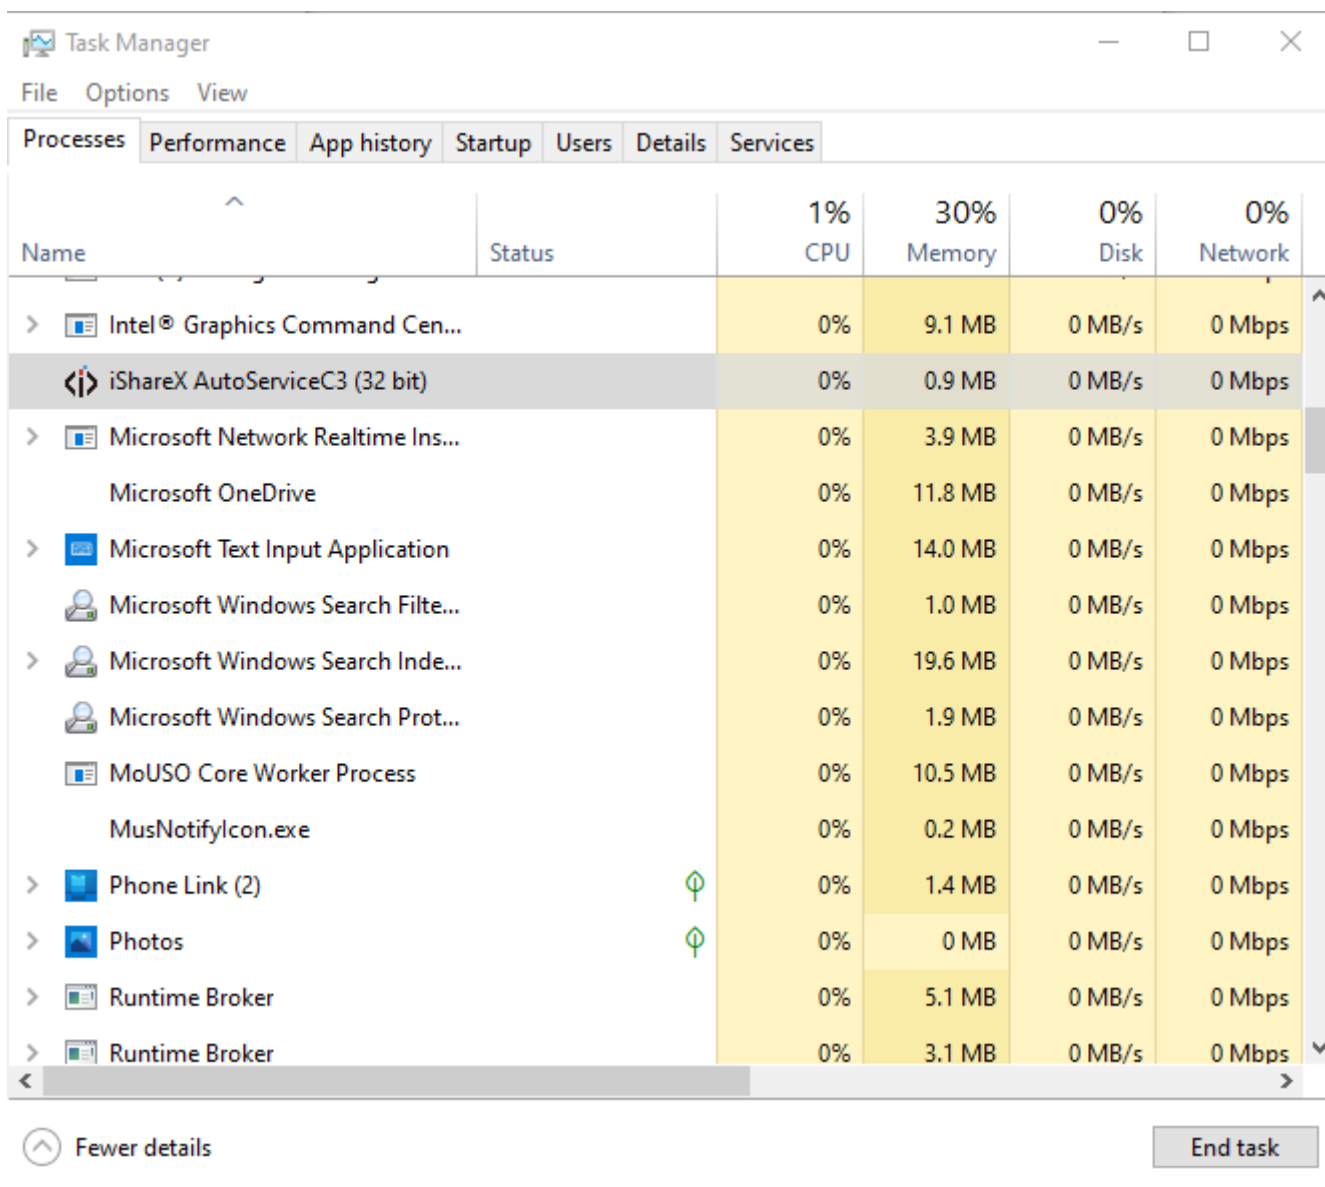 Task Manager
File Options View
Processes Performance App history Startup Users Details Services
1% 30% 0% 0%
Name Status CPU Memory Disk Network
Intel® Graphics Command Cen... 0% 9.1 MB 0 MB/s 0 Mbps
iShareX AutoServiceC3 (32 bit) 0% 0.9 MB 0 MB/s 0 Mbps
Microsoft Network Realtime Ins... 0% 3.9 MB 0 MB/s 0 Mbps
Microsoft OneDrive 0% 11.8 MB 0 MB/s 0 Mbps
Microsoft Text Input Application 0% 14.0 MB 0 MB/s 0 Mbps
Microsoft Windows Search Filte... 0% 1.0 MB 0 MB/s 0 Mbps
Microsoft Windows Search Inde... 0% 19.6 MB 0 MB/s 0 Mbps
Microsoft Windows Search Prot... 0% 1.9 MB 0 MB/s 0 Mbps
MoUSO Core Worker Process 0% 10.5 MB 0 MB/s 0 Mbps
MusNotifyIcon.exe 0% 0.2 MB 0 MB/s 0 Mbps
Phone Link (2) 0% 1.4 MB 0 MB/s 0 Mbps
Photos 0% 0 MB 0 MB/s 0 Mbps
Runtime Broker 0% 5.1 MB 0 MB/s 0 Mbps
Runtime Broker 0% 3.1 MB 0 MB/s 0 Mbps
Fewer details End task